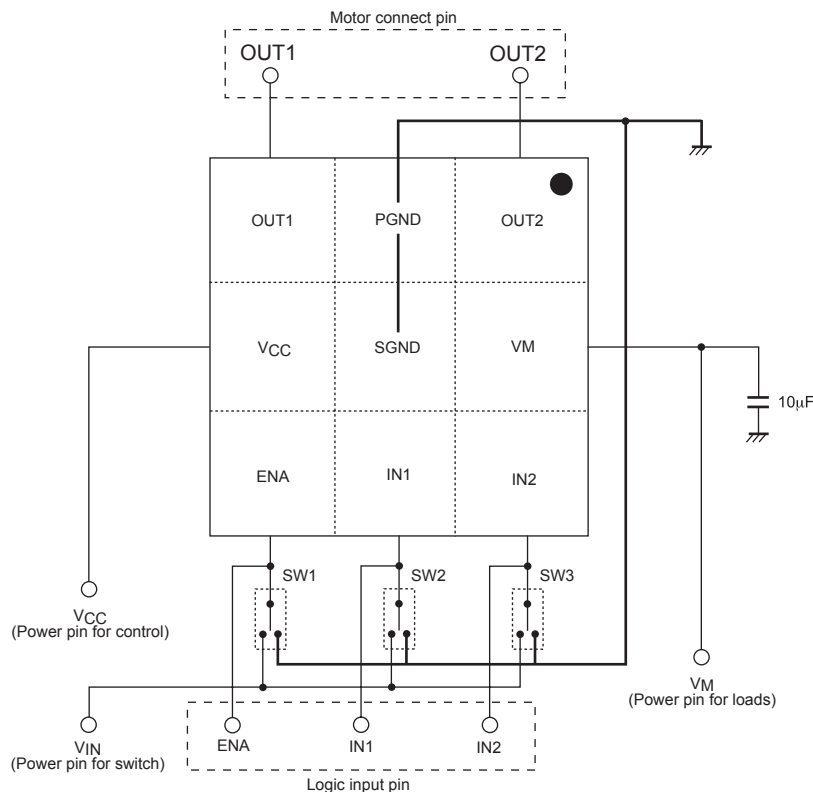 Motor connect pin
OUT1 OUT2
OUT1 PGND OUT2
VCC SGND VM
10μF
ENA IN1 IN2
SW1 SW2 SW3
VCC
(Power pin for control)
VM
(Power pin for loads)
VIN
(Power pin for switch)
ENA IN1 IN2
Logic input pin